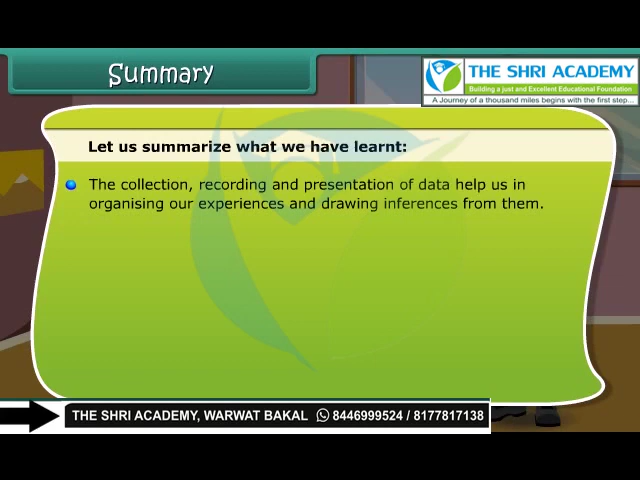 Summary
THE SHRI ACADEMY
Building a just and Excellent Educational Foundation
A Journey of a thousand miles begins with the first step...
Let us summarize what we have learnt:
The collection, recording and presentation of data help us in
organising our experiences and drawing inferences from them.
THE SHRI ACADEMY, WARWAT BAKAL 8446999524 / 8177817138